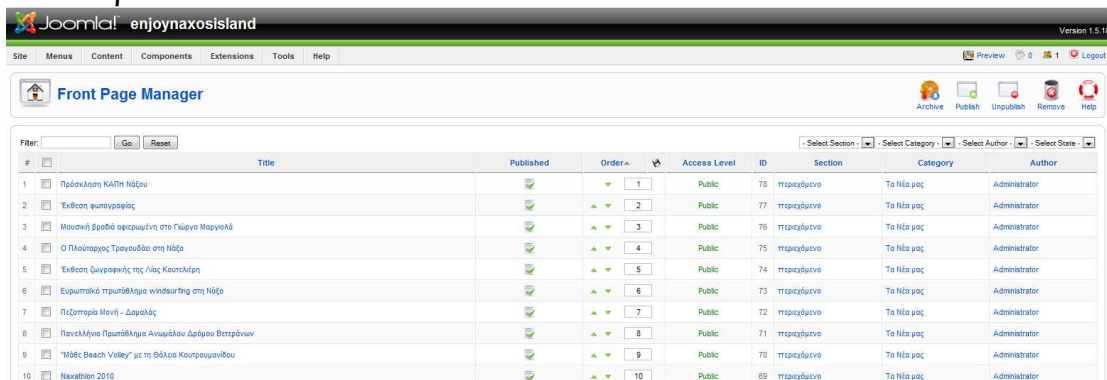 Joomla! enjoynaxosisland
Version 1.5.18
Site Menus Content Components Extensions Tools Help Preview 0 1 Logout
Front Page Manager
Archive Publish Unpublish Remove Help
Filter: Go Reset - Select Section - - Select Category - - Select Author - - Select State -
# Title Published Order Access Level ID Section Category Author
1 Πρόσκληση ΚΑΠΗ Νάξου 1 Public 78 περιεχόμενο Τα Νέα μας Administrator
2 Έκθεση φωτογραφίας 2 Public 77 περιεχόμενο Τα Νέα μας Administrator
3 Μουσική βραδιά αφιερωμένη στο Γιώργο Μαργιολά 3 Public 76 περιεχόμενο Τα Νέα μας Administrator
4 Ο Πλούταρχος Τραγουδάει στη Νάξο 4 Public 75 περιεχόμενο Τα Νέα μας Administrator
5 Έκθεση ζωγραφικής της Λίας Κουτελιέρη 5 Public 74 περιεχόμενο Τα Νέα μας Administrator
6 Ευρωπαϊκό πρωτάθλημα windsurfing στη Νάξο 6 Public 73 περιεχόμενο Τα Νέα μας Administrator
7 Πεζοπορία Μονή - Δαμαλάς 7 Public 72 περιεχόμενο Τα Νέα μας Administrator
8 Πανελλήνιο Πρωτάθλημα Ανωμάλου Δρόμου Βετεράνων 8 Public 71 περιεχόμενο Τα Νέα μας Administrator
9 "Μάθε Beach Volley" με τη Θάλεια Κουτρουμανίδου 9 Public 70 περιεχόμενο Τα Νέα μας Administrator
10 Naxathlon 2010 10 Public 69 περιεχόμενο Τα Νέα μας Administrator